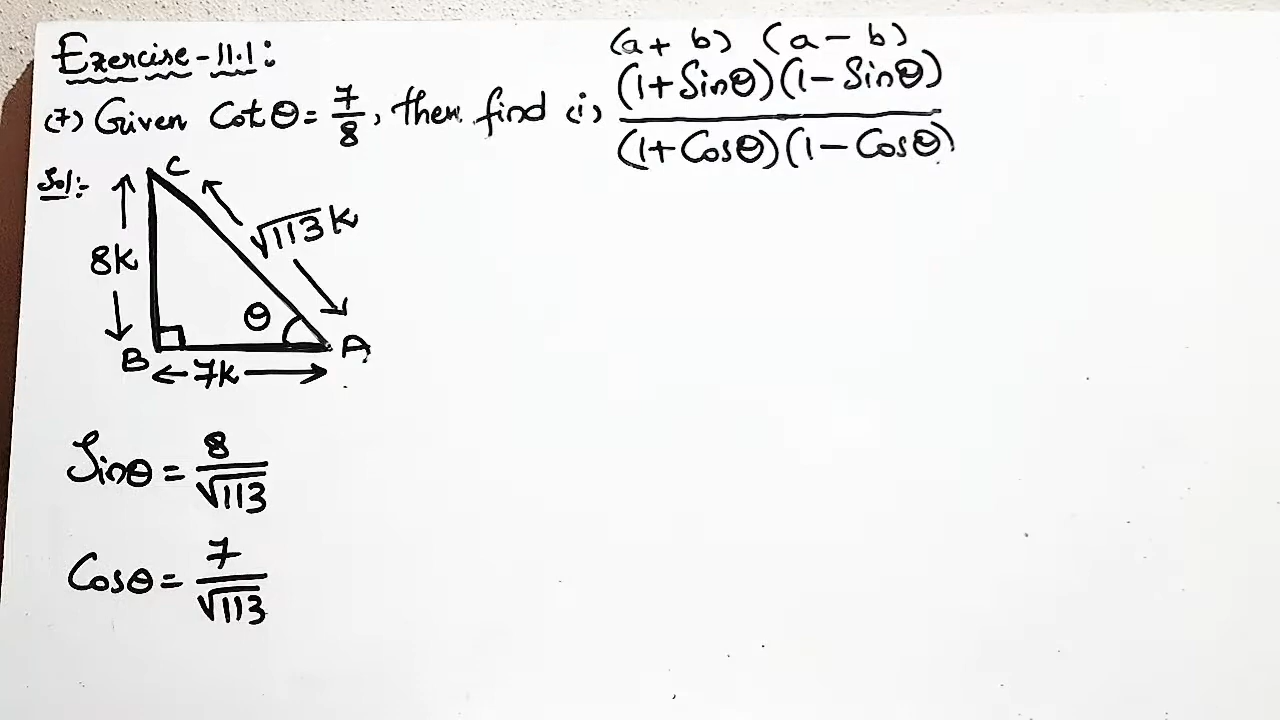 Exercise-11.1:
(a + b) (a - b)
(7) Given Cot θ = 7/8, then find (i) (1+Sinθ)(1-Sinθ)/(1+Cosθ)(1-Cosθ)
Sol:-
C
√113 k
8k
θ
B
A
7k
Sinθ = 8/√113
Cosθ = 7/√113